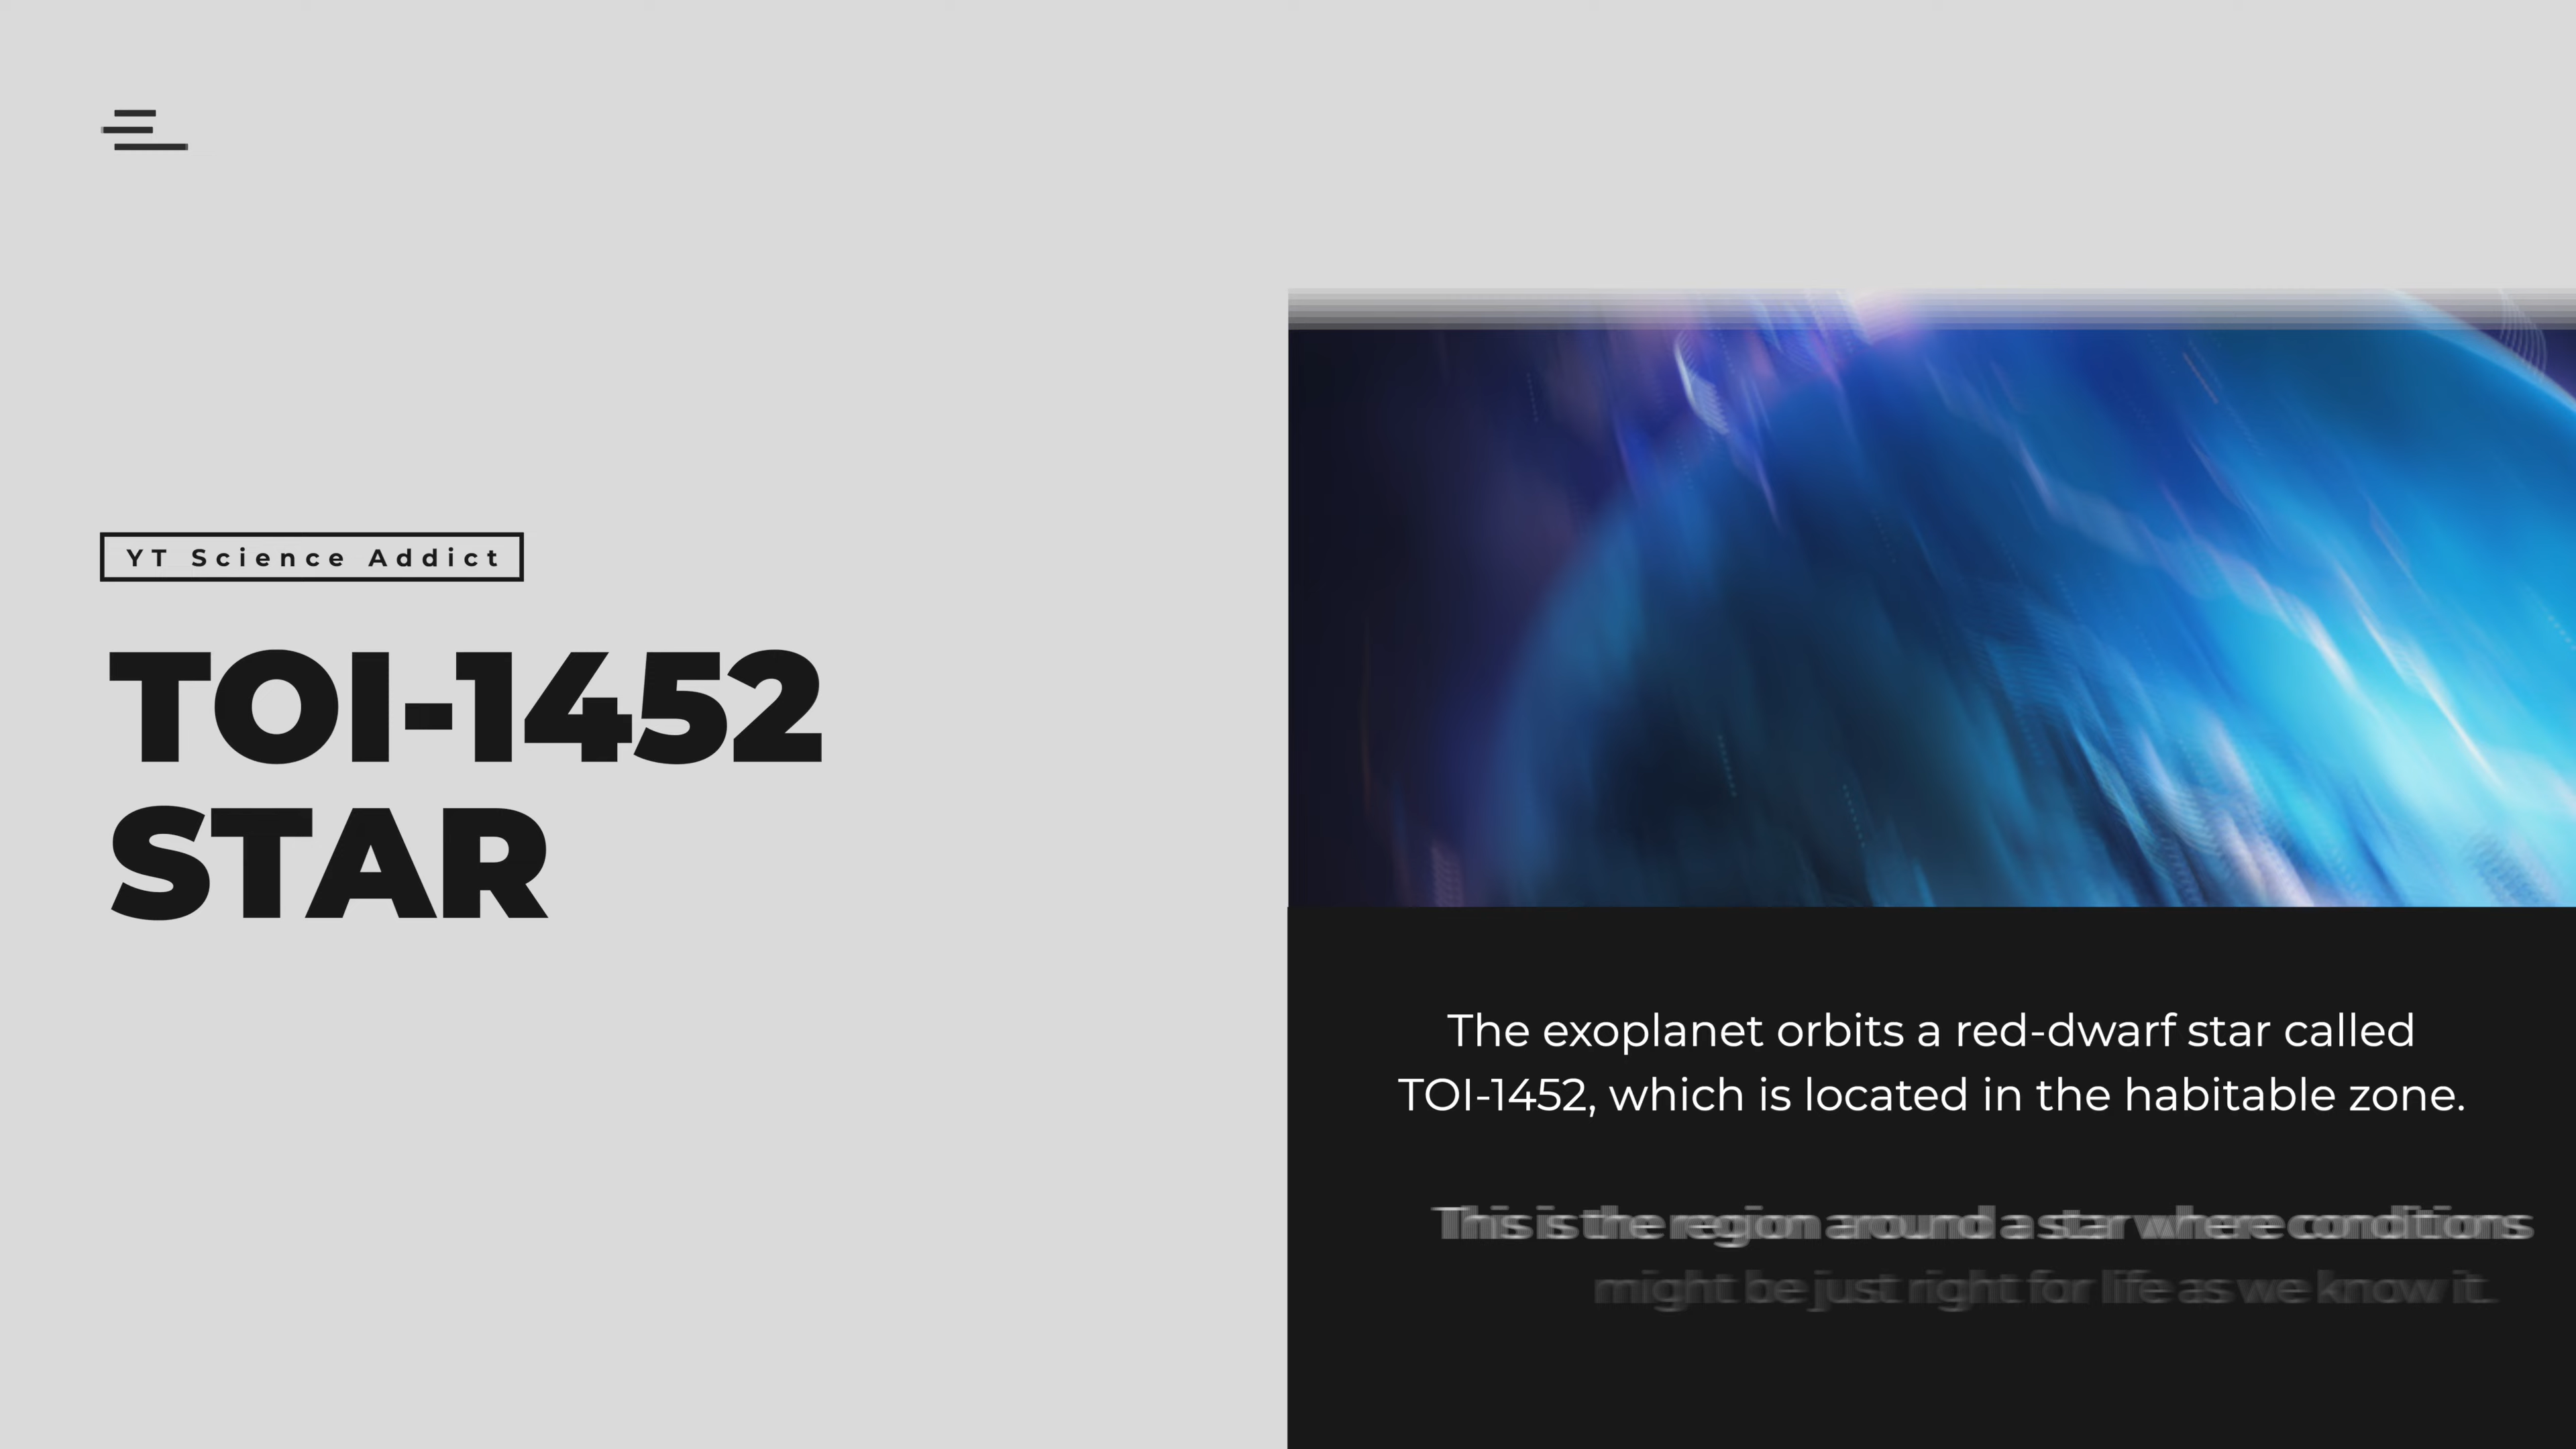 YT Science Addict
TOI-1452
STAR
The exoplanet orbits a red-dwarf star called
TOI-1452, which is located in the habitable zone.
This is the region around a star where conditions
might be just right for life as we know it.